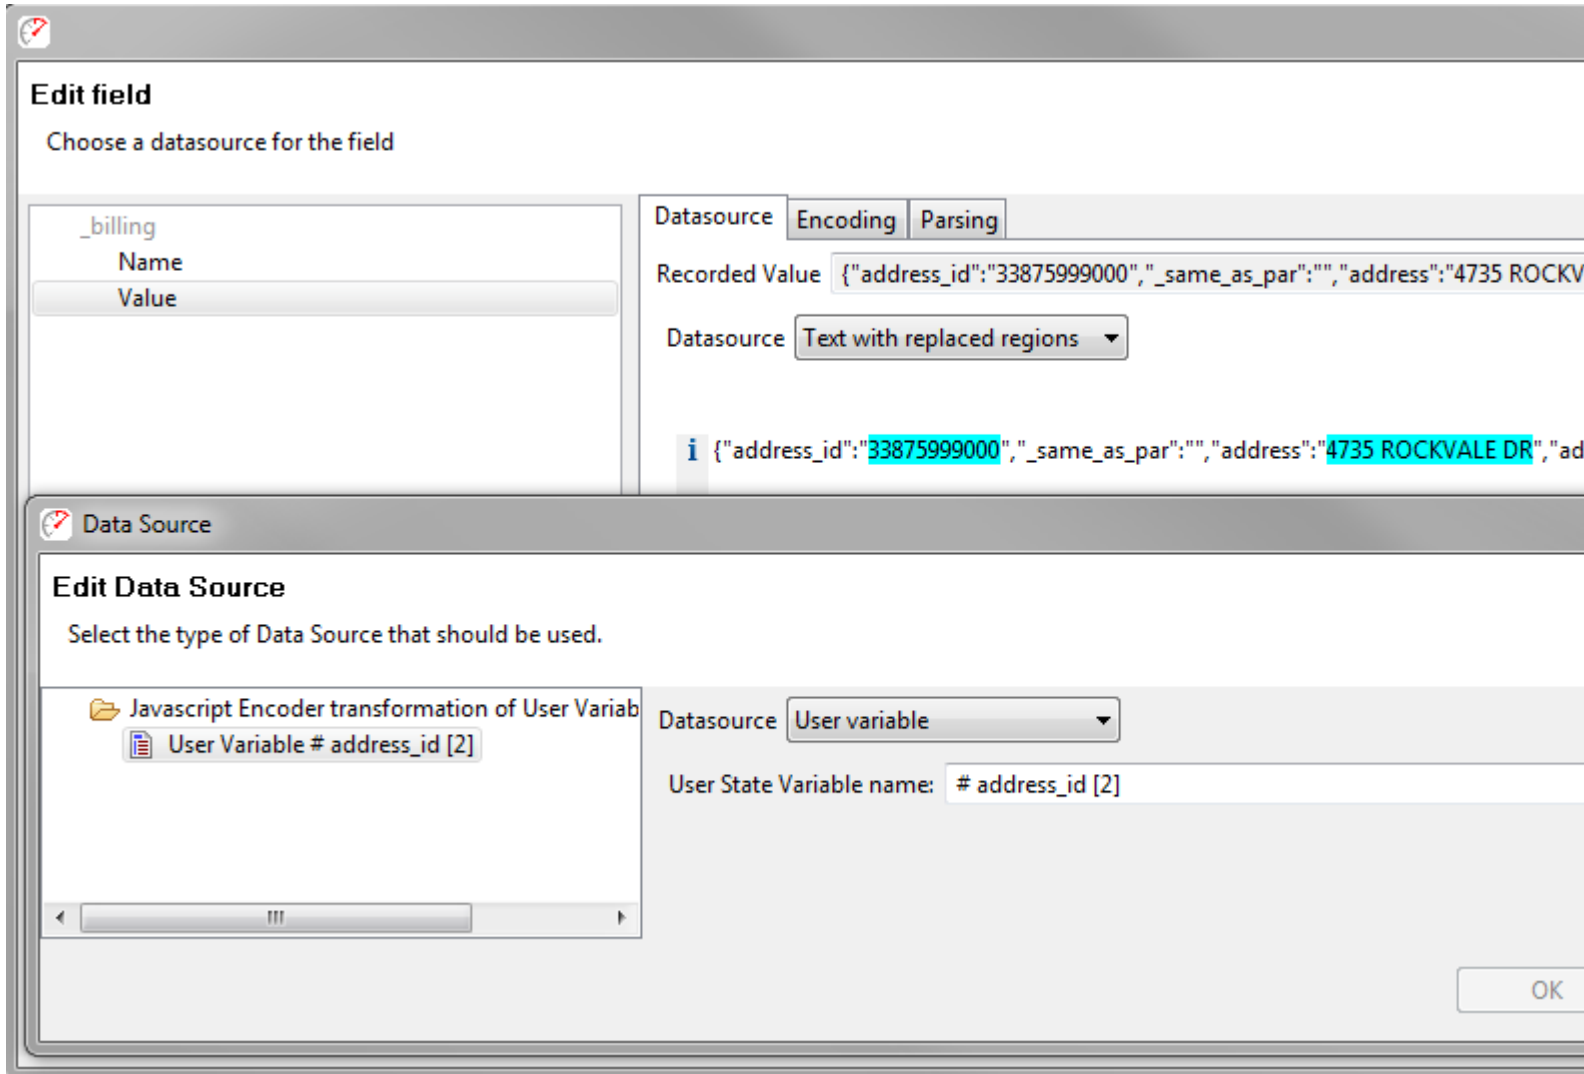 Edit field
Choose a datasource for the field
_billing
Name
Value
Datasource Encoding Parsing
Recorded Value {"address_id":"33875999000","_same_as_par":"","address":"4735 ROCKV
Datasource Text with replaced regions
{"address_id":"33875999000","_same_as_par":"","address":"4735 ROCKVALE DR","ad
Data Source
Edit Data Source
Select the type of Data Source that should be used.
Javascript Encoder transformation of User Variab
User Variable # address_id [2]
Datasource User variable
User State Variable name: # address_id [2]
OK